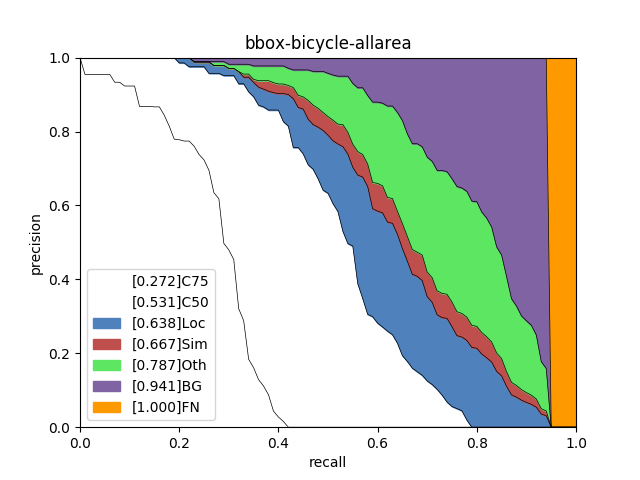 bbox-bicycle-allarea
precision
1.0
0.8
0.6
0.4
0.2
0.0
[0.272]C75
[0.531]C50
[0.638]Loc
[0.667]Sim
[0.787]Oth
[0.941]BG
[1.000]FN
0.0 0.2 0.4 0.6 0.8 1.0
recall